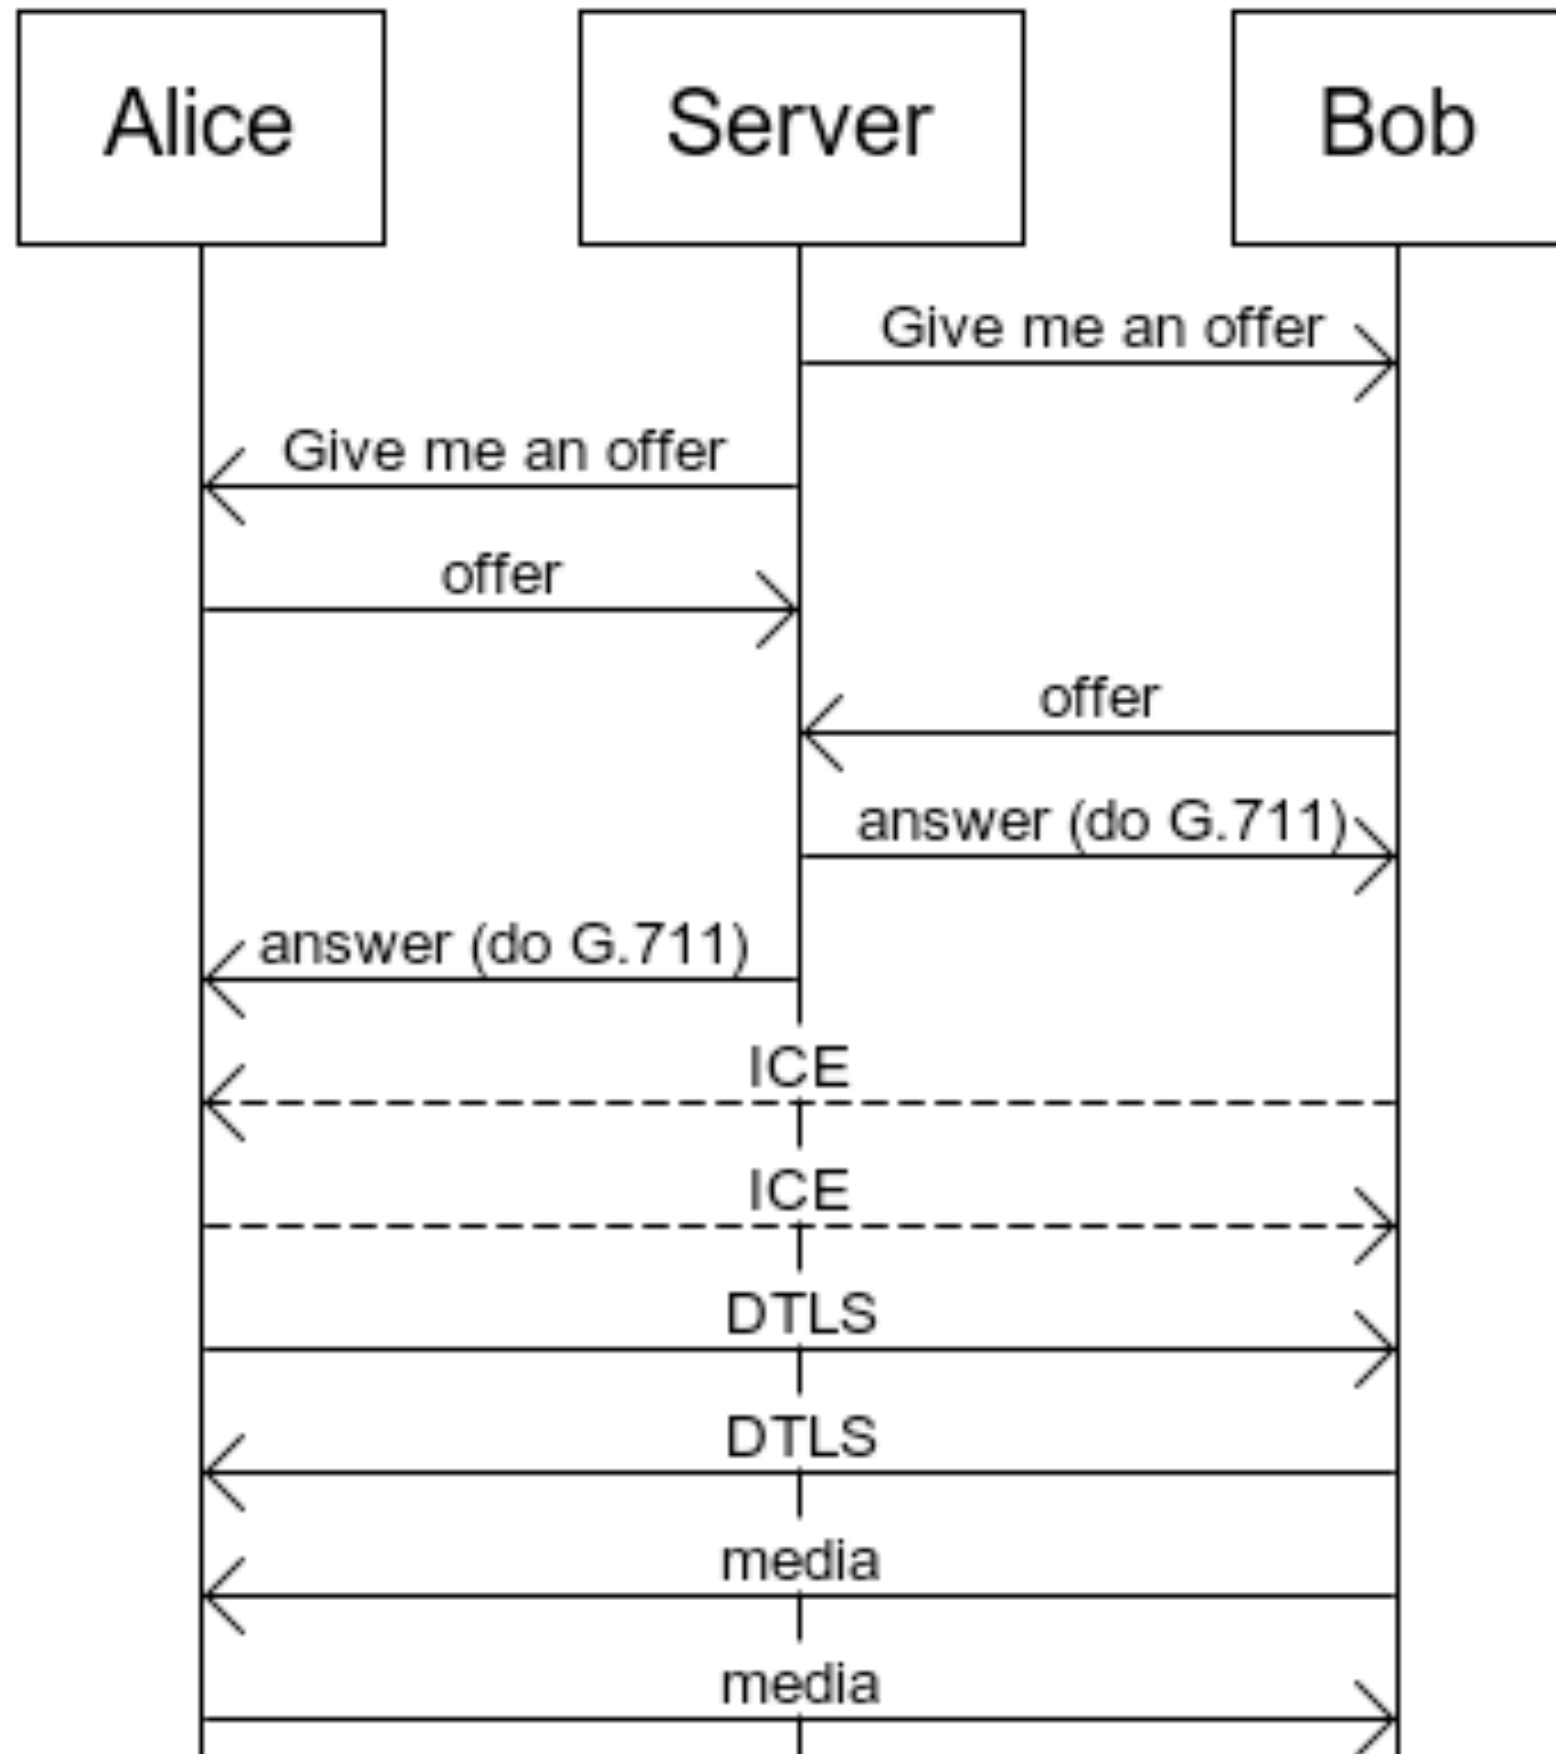 Alice
Server
Bob
Give me an offer
Give me an offer
offer
offer
answer (do G.711)
answer (do G.711)
ICE
ICE
DTLS
DTLS
media
media